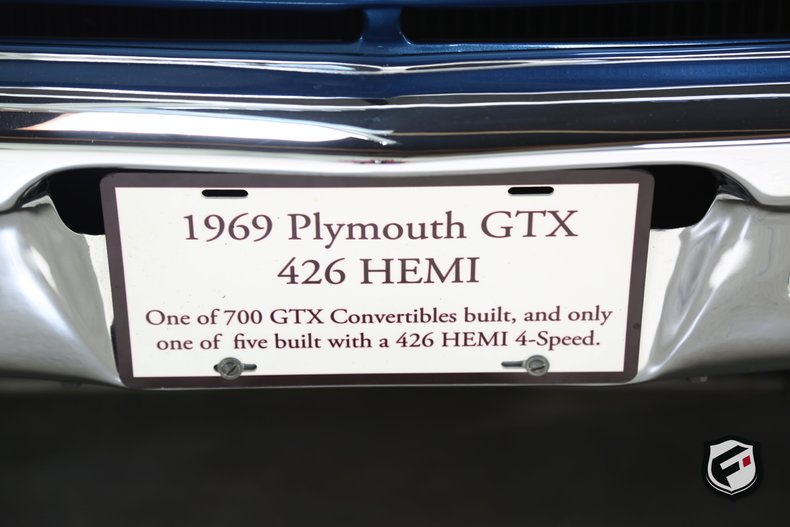 1969 Plymouth GTX
426 HEMI
One of 700 GTX Convertibles built, and only
one of five built with a 426 HEMI 4-Speed.